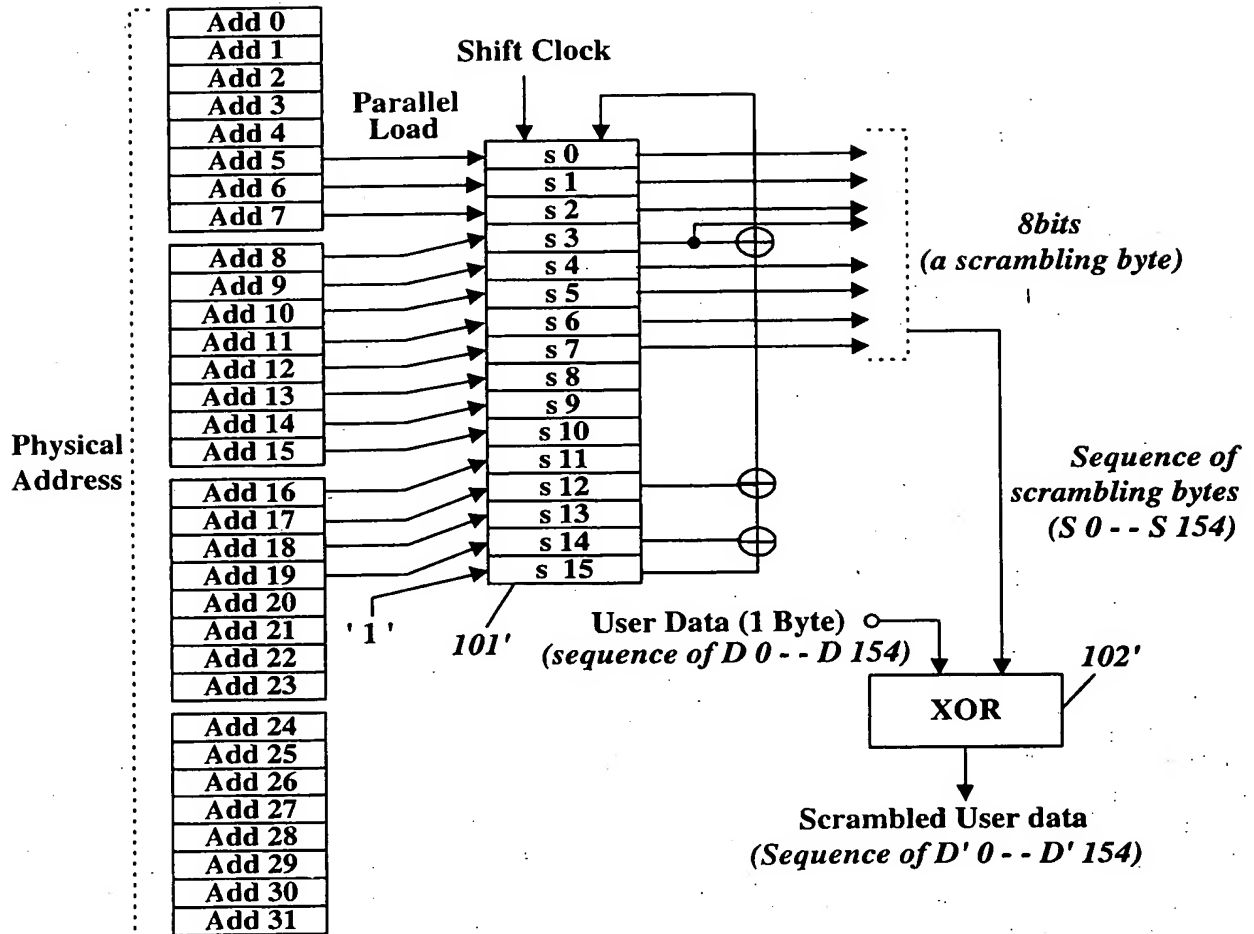 Physical
Address
Add 0
Add 1
Add 2
Add 3
Add 4
Add 5
Add 6
Add 7
Add 8
Add 9
Add 10
Add 11
Add 12
Add 13
Add 14
Add 15
Add 16
Add 17
Add 18
Add 19
Add 20
Add 21
Add 22
Add 23
Add 24
Add 25
Add 26
Add 27
Add 28
Add 29
Add 30
Add 31
Parallel
Load
Shift Clock
s 0
s 1
s 2
s 3
s 4
s 5
s 6
s 7
s 8
s 9
s 10
s 11
s 12
s 13
s 14
s 15
' 1 '
101'
8bits
(a scrambling byte)
Sequence of
scrambling bytes
(S 0 - - S 154)
User Data (1 Byte)
(sequence of D 0 - - D 154)
102'
XOR
Scrambled User data
(Sequence of D' 0 - - D' 154)